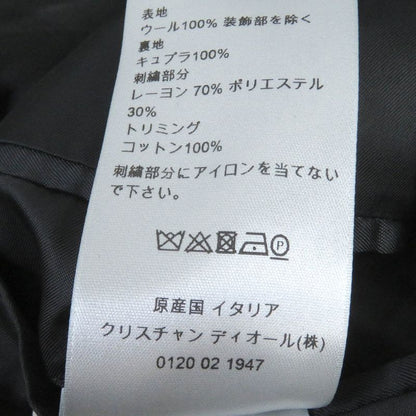 表地
ウール100% 装飾部を除く
裏地
キュプラ100%
刺繍部分
レーヨン 70% ポリエステル
30%
トリミング
コットン100%
刺繍部分にアイロンを当てない
で下さい。
P
原産国 イタリア
クリスチャン ディオール(株)
0120 02 1947